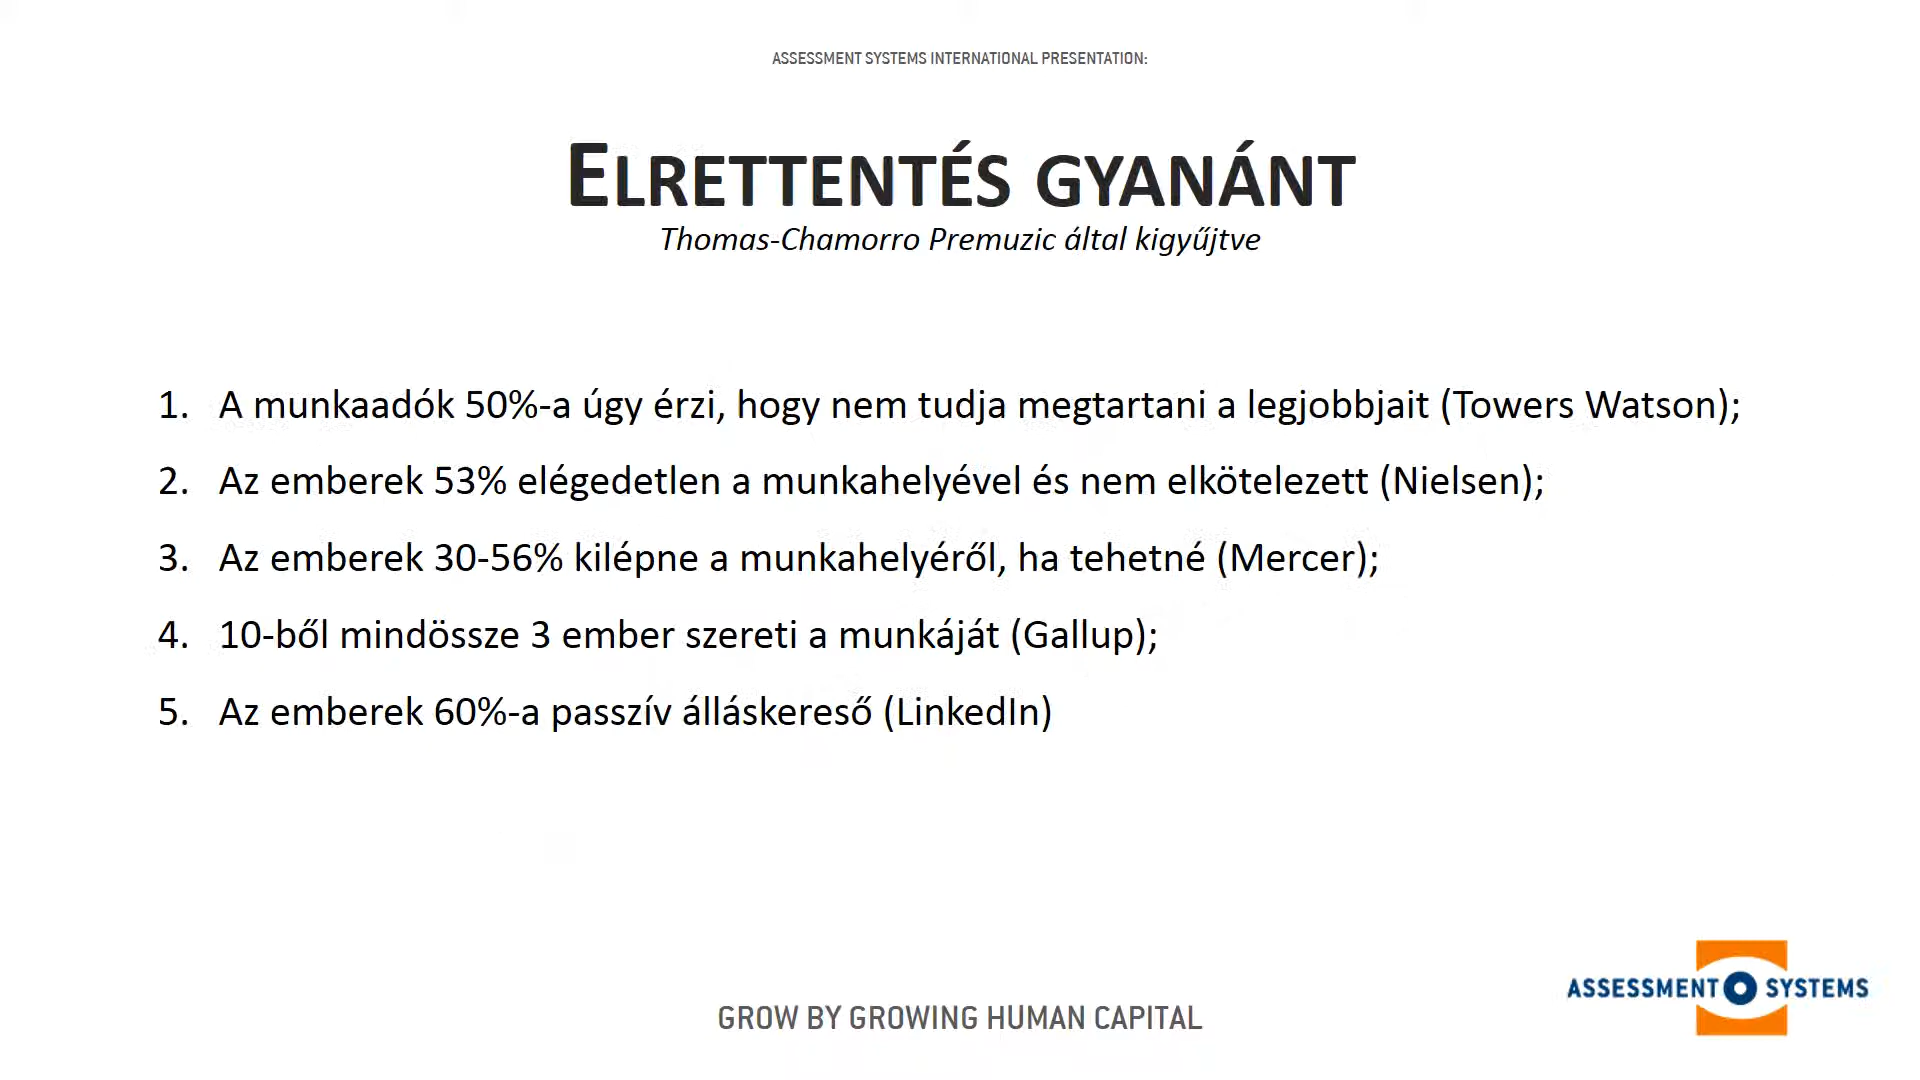 ASSESSMENT SYSTEMS INTERNATIONAL PRESENTATION:
ELRETTENTÉS GYANÁNT
Thomas-Chamorro Premuzic által kigyűjtve
1. A munkaadók 50%-a úgy érzi, hogy nem tudja megtartani a legjobbjait (Towers Watson);
2. Az emberek 53% elégedetlen a munkahelyével és nem elkötelezett (Nielsen);
3. Az emberek 30-56% kilépne a munkahelyéről, ha tehetné (Mercer);
4. 10-ből mindössze 3 ember szereti a munkáját (Gallup);
5. Az emberek 60%-a passzív álláskereső (LinkedIn)
ASSESSMENT SYSTEMS
GROW BY GROWING HUMAN CAPITAL